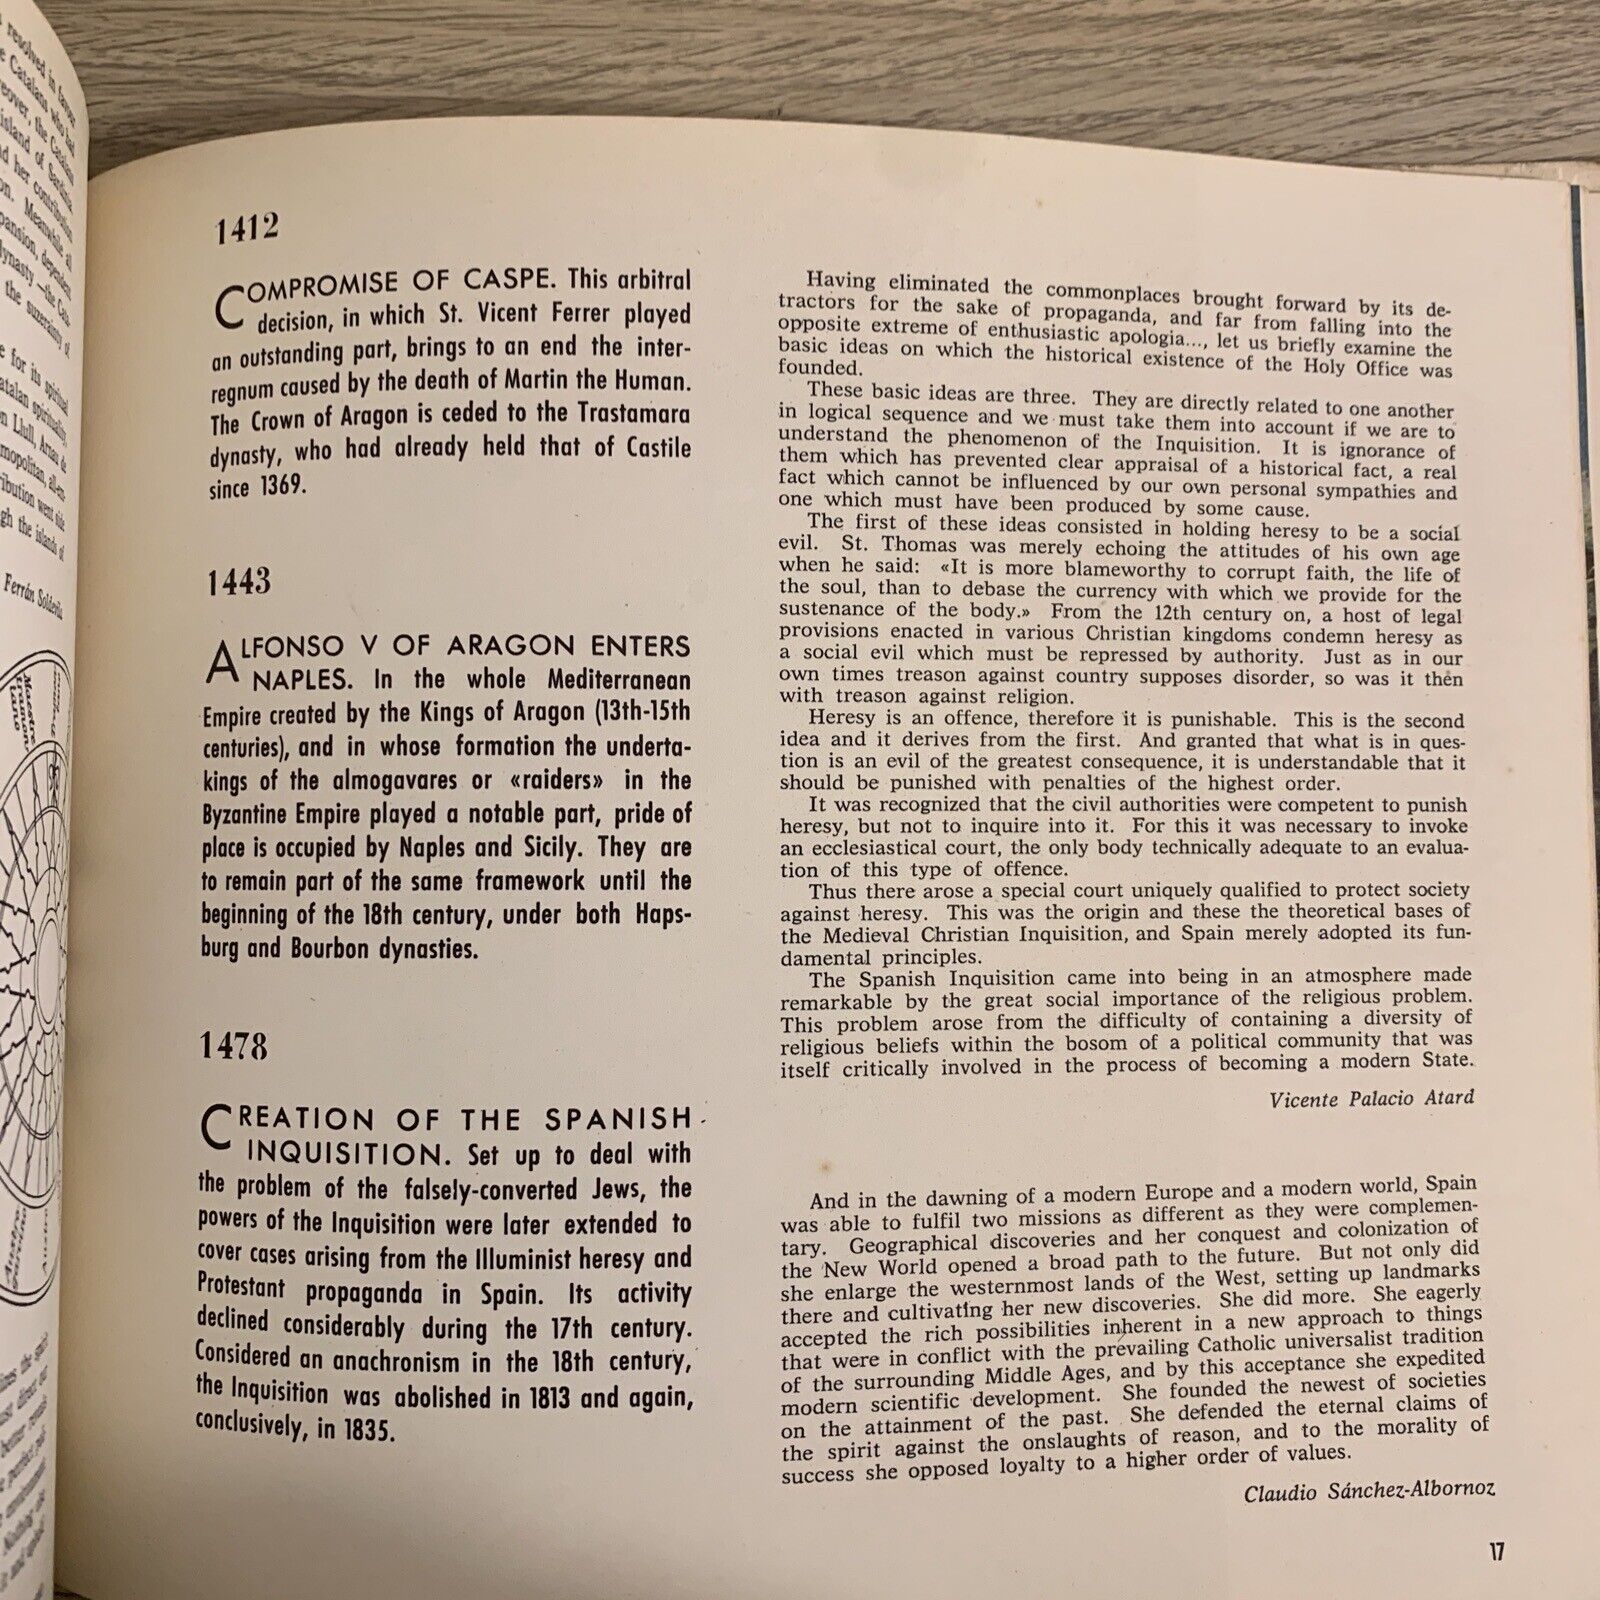 resolved in favour
Catalans who had
the Catalans
island of Sardinia.
her contribution
Meanwhile all
dependent
dynasty —the Cat-
the suzerainty of
for its spiritual
spirituality,
Llull, Arnau de
went side
the islands of
Ferrán Soldevila
1412
COMPROMISE OF CASPE. This arbitral
decision, in which St. Vicent Ferrer played
an outstanding part, brings to an end the inter-
regnum caused by the death of Martin the Human.
The Crown of Aragon is ceded to the Trastamara
dynasty, who had already held that of Castile
since 1369.
1443
ALFONSO V OF ARAGON ENTERS
NAPLES. In the whole Mediterranean
Empire created by the Kings of Aragon (13th-15th
centuries), and in whose formation the underta-
kings of the almogavares or «raiders» in the
Byzantine Empire played a notable part, pride of
place is occupied by Naples and Sicily. They are
to remain part of the same framework until the
beginning of the 18th century, under both Haps-
burg and Bourbon dynasties.
1478
CREATION OF THE SPANISH
INQUISITION. Set up to deal with
the problem of the falsely-converted Jews, the
powers of the Inquisition were later extended to
cover cases arising from the Illuminist heresy and
Protestant propaganda in Spain. Its activity
declined considerably during the 17th century.
Considered an anachronism in the 18th century,
the Inquisition was abolished in 1813 and again,
conclusively, in 1835.
Having eliminated the commonplaces brought forward by its de-
tractors for the sake of propaganda, and far from falling into the
opposite extreme of enthusiastic apologia..., let us briefly examine the
basic ideas on which the historical existence of the Holy Office was
founded.
These basic ideas are three. They are directly related to one another
in logical sequence and we must take them into account if we are to
understand the phenomenon of the Inquisition. It is ignorance of
them which has prevented clear appraisal of a historical fact, a real
fact which cannot be influenced by our own personal sympathies and
one which must have been produced by some cause.
The first of these ideas consisted in holding heresy to be a social
evil. St. Thomas was merely echoing the attitudes of his own age
when he said: «It is more blameworthy to corrupt faith, the life of
the soul, than to debase the currency with which we provide for the
sustenance of the body.» From the 12th century on, a host of legal
provisions enacted in various Christian kingdoms condemn heresy as
a social evil which must be repressed by authority. Just as in our
own times treason against country supposes disorder, so was it then
with treason against religion.
Heresy is an offence, therefore it is punishable. This is the second
idea and it derives from the first. And granted that what is in ques-
tion is an evil of the greatest consequence, it is understandable that it
should be punished with penalties of the highest order.
It was recognized that the civil authorities were competent to punish
heresy, but not to inquire into it. For this it was necessary to invoke
an ecclesiastical court, the only body technically adequate to an evalua-
tion of this type of offence.
Thus there arose a special court uniquely qualified to protect society
against heresy. This was the origin and these the theoretical bases of
the Medieval Christian Inquisition, and Spain merely adopted its fun-
damental principles.
The Spanish Inquisition came into being in an atmosphere made
remarkable by the great social importance of the religious problem.
This problem arose from the difficulty of containing a diversity of
religious beliefs within the bosom of a political community that was
itself critically involved in the process of becoming a modern State.
Vicente Palacio Atard
And in the dawning of a modern Europe and a modern world, Spain
was able to fulfil two missions as different as they were complemen-
tary. Geographical discoveries and her conquest and colonization of
the New World opened a broad path to the future. But not only did
she enlarge the westernmost lands of the West, setting up landmarks
there and cultivating her new discoveries. She did more. She eagerly
accepted the rich possibilities inherent in a new approach to things
that were in conflict with the prevailing Catholic universalist tradition
of the surrounding Middle Ages, and by this acceptance she expedited
modern scientific development. She founded the newest of societies
on the attainment of the past. She defended the eternal claims of
the spirit against the onslaughts of reason, and to the morality of
success she opposed loyalty to a higher order of values.
Claudio Sánchez-Albornoz
17